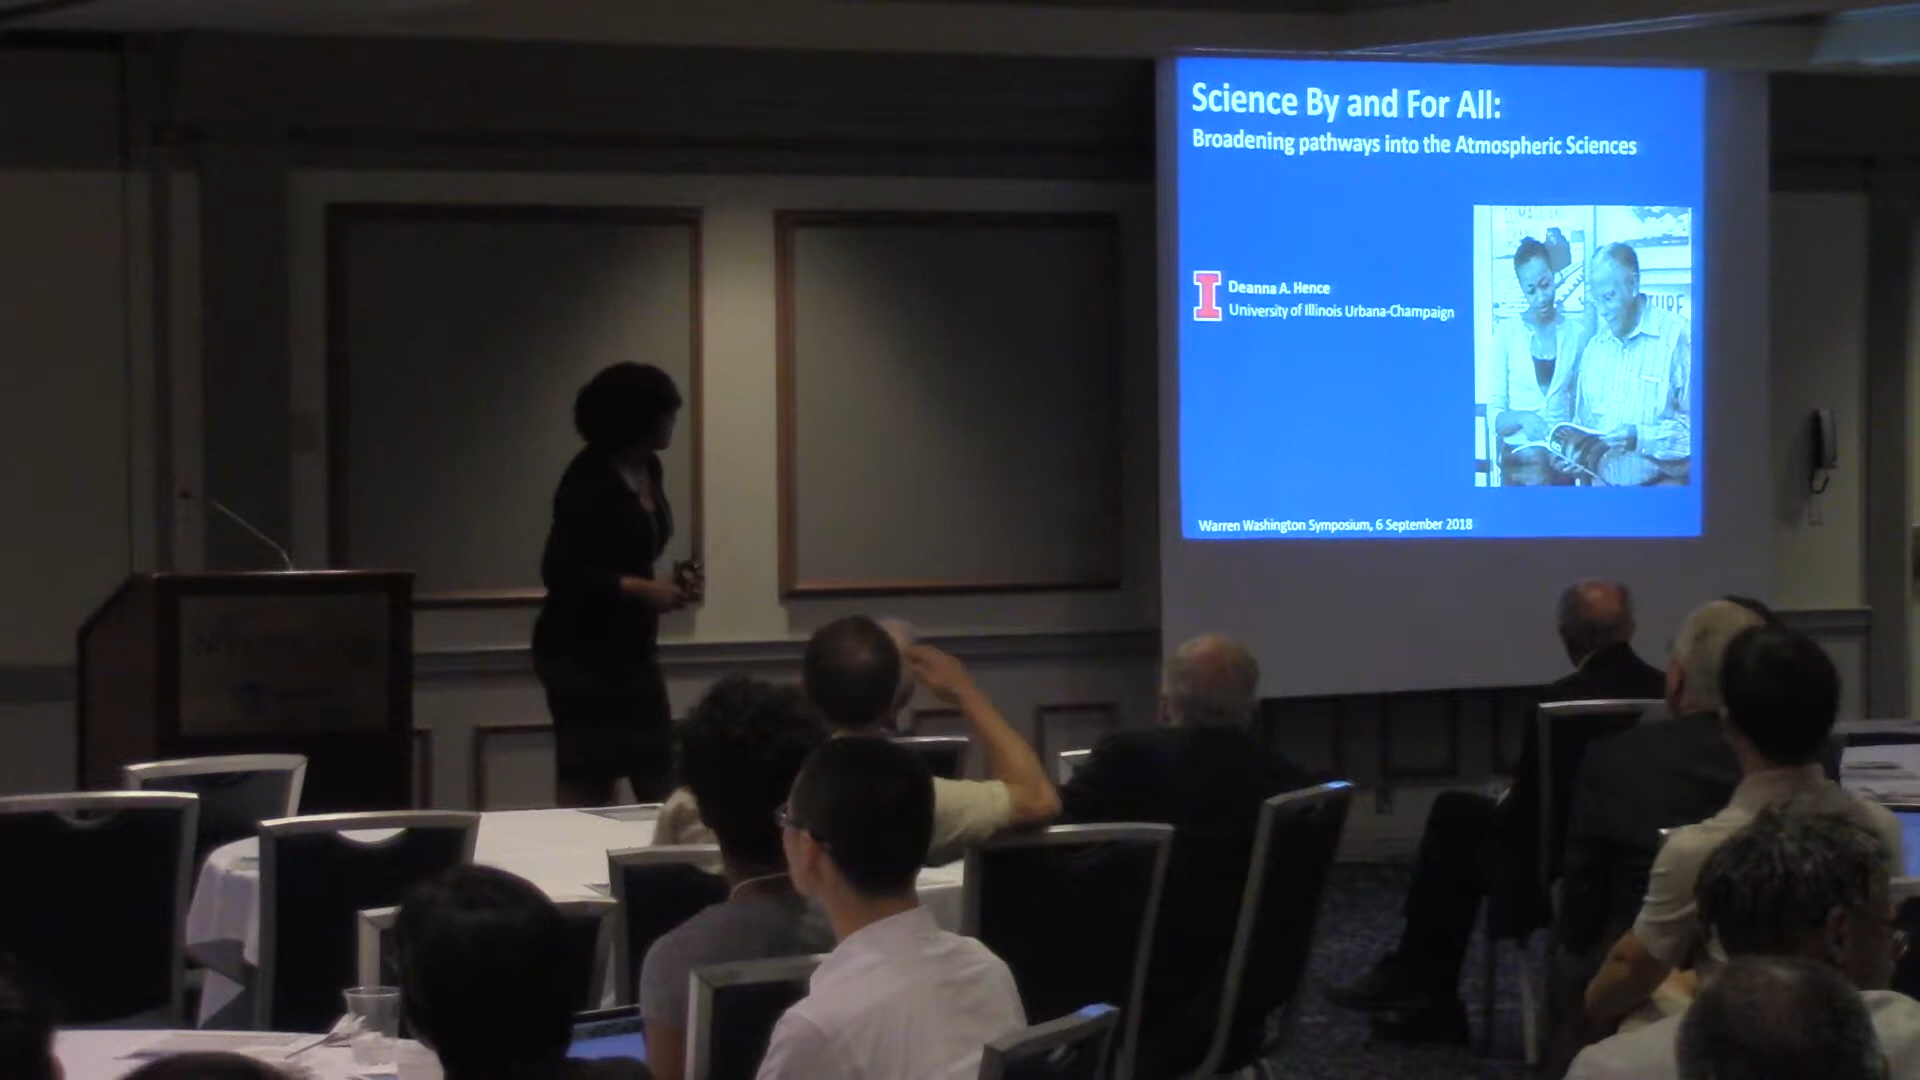 Science By and For All:
Broadening pathways into the Atmospheric Sciences
I
Deanna A. Hence
University of Illinois Urbana-Champaign
Warren Washington Symposium, 6 September 2018